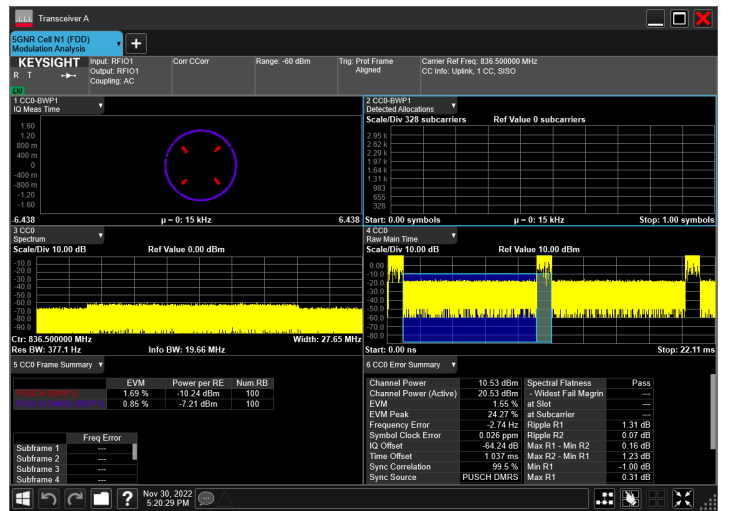 Transceiver A
5GNR Cell N1 (FDD)
Modulation Analysis
KEYSIGHT
R T
LXI
Input: RFIO1
Output: RFIO1
Coupling: AC
Corr CCorr
Range: -60 dBm
Trig: Prot Frame
Aligned
Carrier Ref Freq: 836.500000 MHz
CC Info: Uplink, 1 CC, SISO
1 CC0-BWP1
IQ Meas Time
1.60
1.20
800 m
400 m
0
-400 m
-800 m
-1.20
-1.60
-6.438
µ = 0: 15 kHz
6.438
2 CC0-BWP1
Detected Allocations
Scale/Div 328 subcarriers
Ref Value 0 subcarriers
2.95 k
2.62 k
2.29 k
1.97 k
1.64 k
1.31 k
983
655
328
Start: 0.00 symbols
µ = 0: 15 kHz
Stop: 1.00 symbols
3 CC0
Spectrum
Scale/Div 10.00 dB
Ref Value 0.00 dBm
-10.0
-20.0
-30.0
-40.0
-50.0
-60.0
-70.0
-80.0
-90.0
Ctr: 836.500000 MHz
Width: 27.65 MHz
Res BW: 377.1 Hz
Info BW: 19.66 MHz
4 CC0
Raw Main Time
Scale/Div 10.00 dB
Ref Value 10.00 dBm
0.00
-10.0
-20.0
-30.0
-40.0
-50.0
-60.0
-70.0
-80.0
Start: 0.00 ns
Stop: 22.11 ms
5 CC0 Frame Summary
EVM Power per RE Num.RB
PUSCH (BWP1) 1.69 % -10.24 dBm 100
0.85 % -7.21 dBm 100
Freq Error
Subframe 1 ---
Subframe 2 ---
Subframe 3 ---
Subframe 4 ---
6 CC0 Error Summary
Channel Power 10.53 dBm Spectral Flatness Pass
Channel Power (Active) 20.53 dBm - Widest Fail Magrin ---
EVM 1.55 % at Slot ---
EVM Peak 24.27 % at Subcarrier ---
Frequency Error -2.74 Hz Ripple R1 1.31 dB
Symbol Clock Error 0.026 ppm Ripple R2 0.07 dB
IQ Offset -64.24 dB Max R1 - Min R2 0.16 dB
Time Offset 1.037 ms Max R2 - Min R1 1.23 dB
Sync Correlation 99.5 % Min R1 -1.00 dB
Sync Source PUSCH DMRS Max R1 0.31 dB
Nov 30, 2022
5:20:29 PM